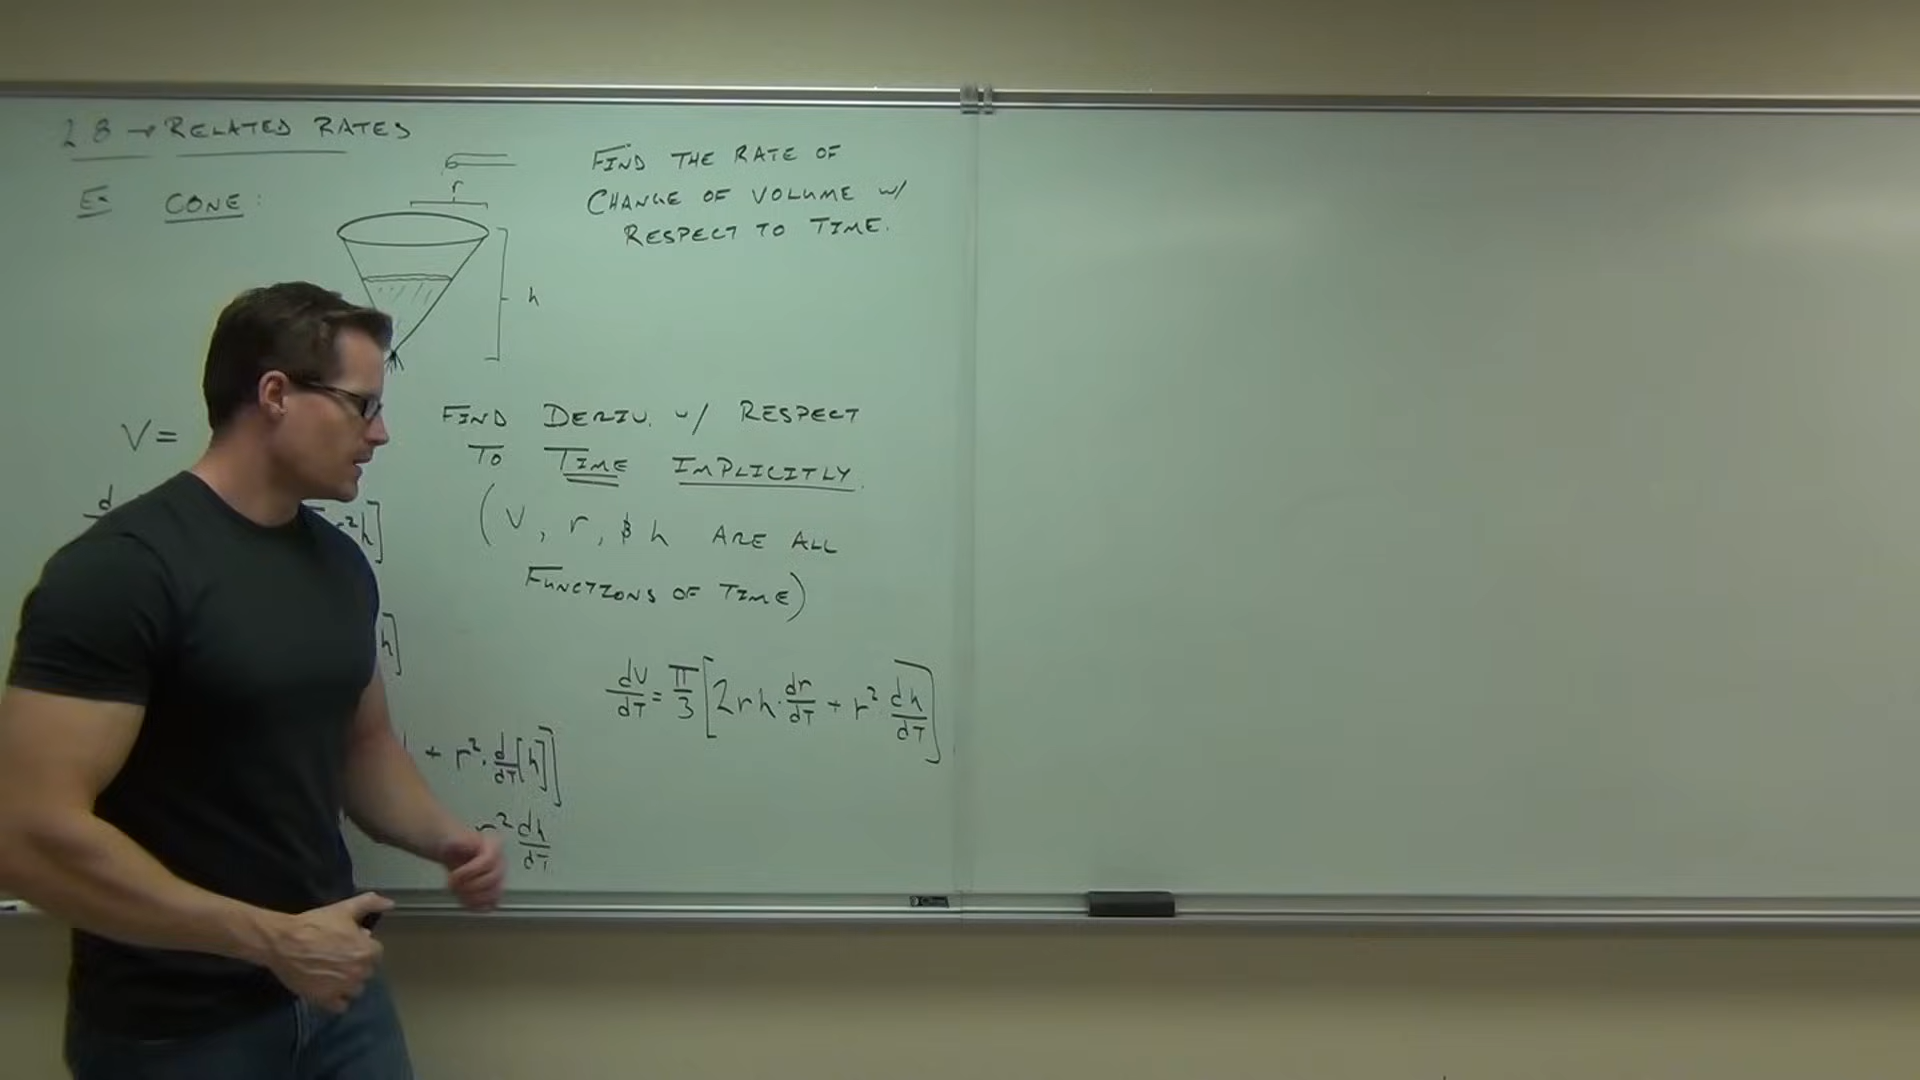 2.8 → RELATED RATES
EX CONE:
r
h
FIND THE RATE OF
CHANGE OF VOLUME W/
RESPECT TO TIME.
V=
d
r²h]
h]
+ r² · d/dT [h]]
r² dh/dT
FIND DERIV. W/ RESPECT
TO TIME IMPLICITLY.
(V, r, & h ARE ALL
FUNCTIONS OF TIME)
dV/dT = π/3 [2rh · dr/dT + r² · dh/dT]